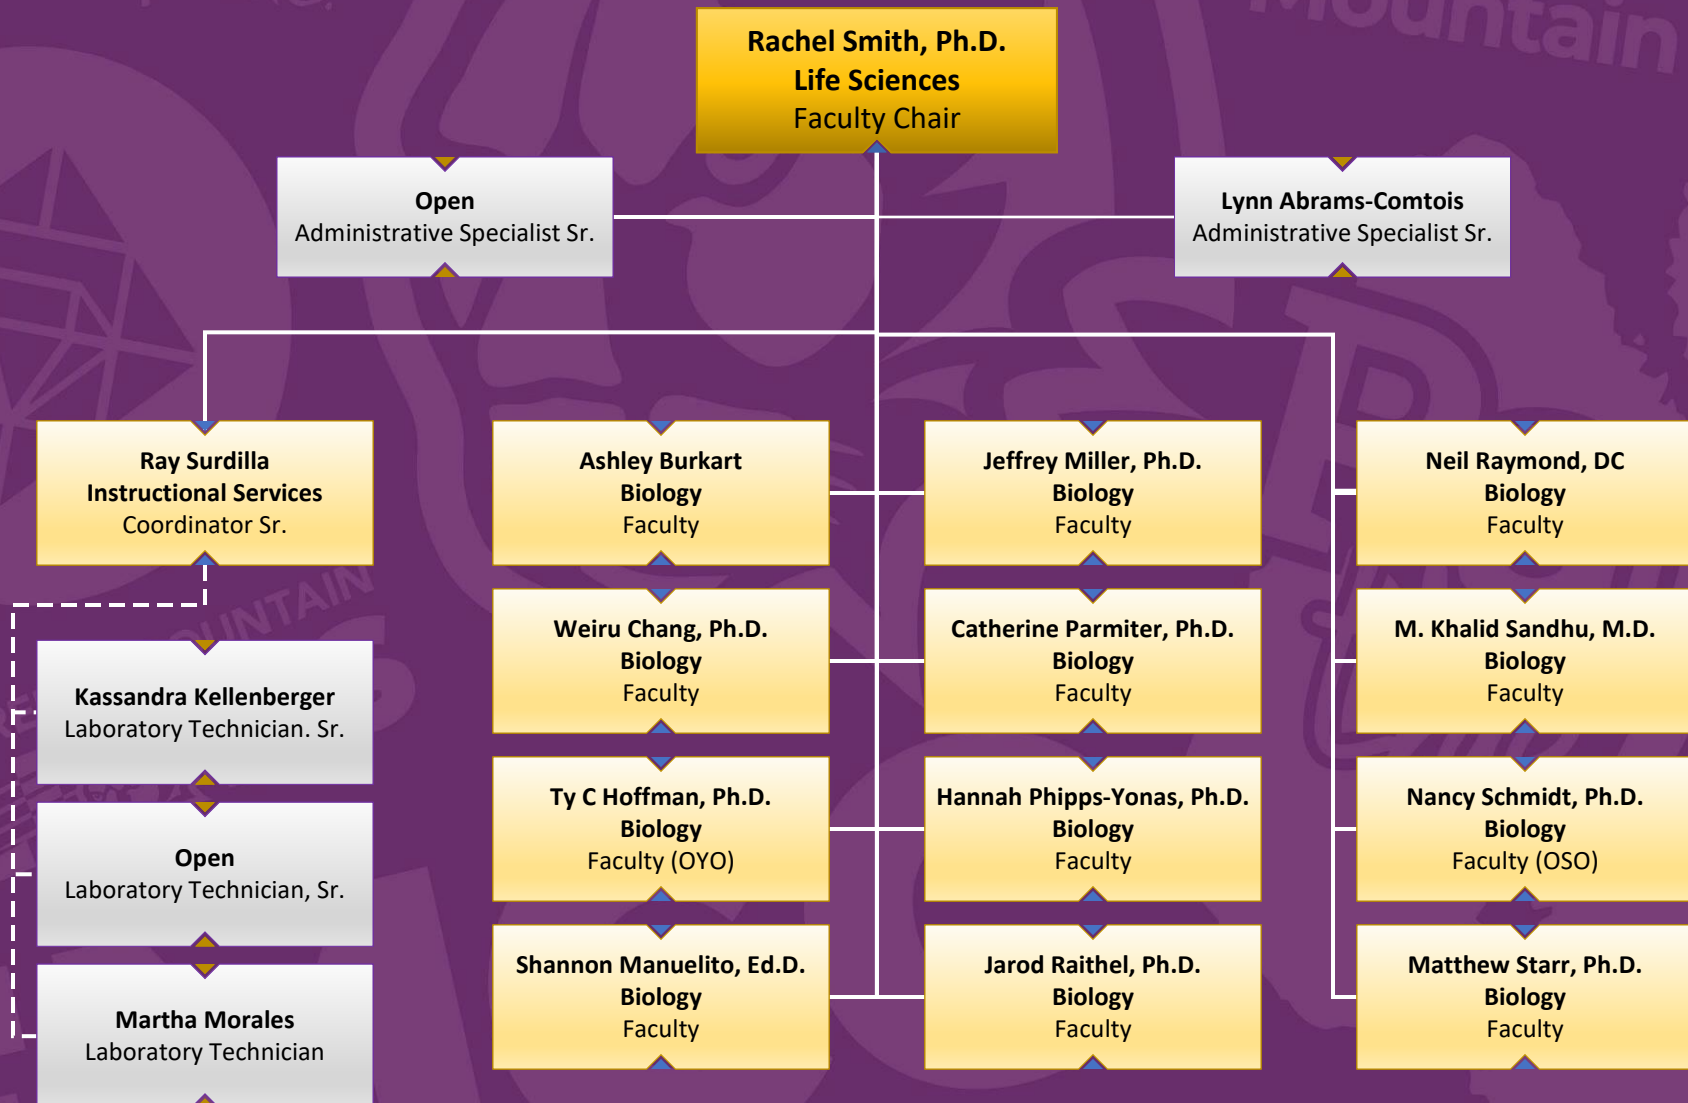 Mountain
Rachel Smith, Ph.D.
Life Sciences
Faculty Chair
Open
Administrative Specialist Sr.
Lynn Abrams-Comtois
Administrative Specialist Sr.
Ray Surdilla
Instructional Services
Coordinator Sr.
Ashley Burkart
Biology
Faculty
Jeffrey Miller, Ph.D.
Biology
Faculty
Neil Raymond, DC
Biology
Faculty
Weiru Chang, Ph.D.
Biology
Faculty
Catherine Parmiter, Ph.D.
Biology
Faculty
M. Khalid Sandhu, M.D.
Biology
Faculty
Kassandra Kellenberger
Laboratory Technician. Sr.
Ty C Hoffman, Ph.D.
Biology
Faculty (OYO)
Hannah Phipps-Yonas, Ph.D.
Biology
Faculty
Nancy Schmidt, Ph.D.
Biology
Faculty (OSO)
Open
Laboratory Technician, Sr.
Shannon Manuelito, Ed.D.
Biology
Faculty
Jarod Raithel, Ph.D.
Biology
Faculty
Matthew Starr, Ph.D.
Biology
Faculty
Martha Morales
Laboratory Technician